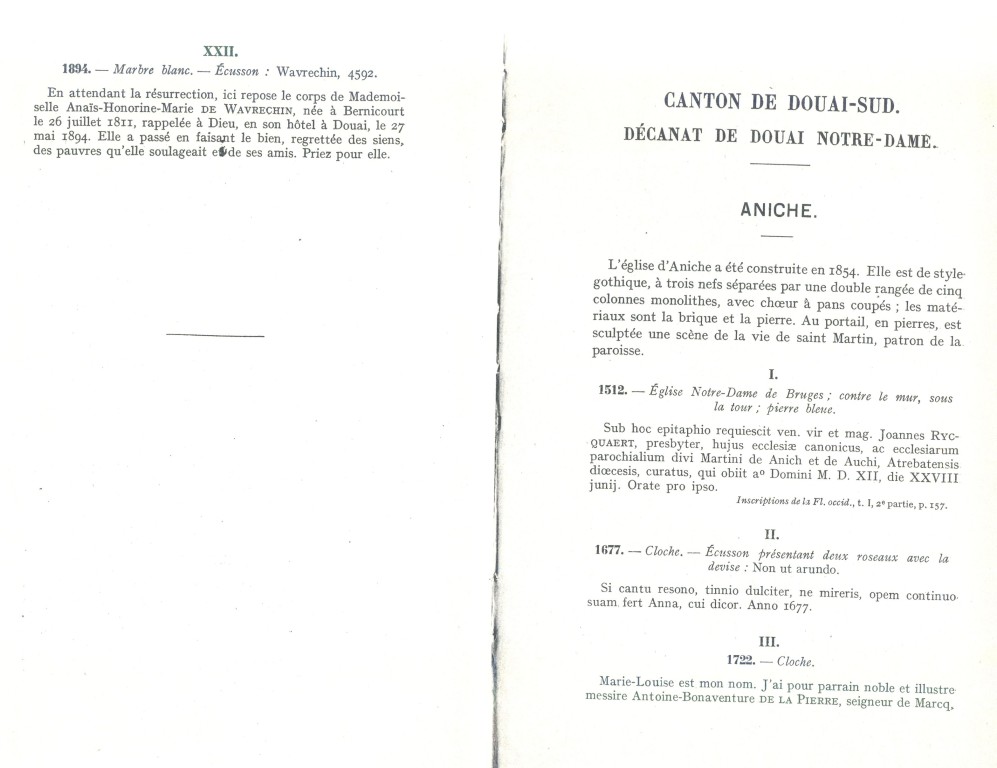 XXII.
1894. — Marbre blanc. — Écusson : Wavrechin, 4592.
En attendant la résurrection, ici repose le corps de Mademoi-
selle Anaïs-Honorine-Marie DE WAVRECHIN, née à Bernicourt
le 26 juillet 1811, rappelée à Dieu, en son hôtel à Douai, le 27
mai 1894. Elle a passé en faisant le bien, regrettée des siens,
des pauvres qu'elle soulageait et de ses amis. Priez pour elle.
CANTON DE DOUAI-SUD.
DÉCANAT DE DOUAI NOTRE-DAME.
ANICHE.
L'église d'Aniche a été construite en 1854. Elle est de style
gothique, à trois nefs séparées par une double rangée de cinq
colonnes monolithes, avec chœur à pans coupés ; les maté-
riaux sont la brique et la pierre. Au portail, en pierres, est
sculptée une scène de la vie de saint Martin, patron de la
paroisse.
I.
1512. — Église Notre-Dame de Bruges ; contre le mur, sous
la tour ; pierre bleue.
Sub hoc epitaphio requiescit ven. vir et mag. Joannes RYC-
QUAERT, presbyter, hujus ecclesiæ canonicus, ac ecclesiarum
parochialium divi Martini de Anich et de Auchi, Atrebatensis
diœcesis, curatus, qui obiit aº Domini M. D. XII, die XXVIII
junij. Orate pro ipso.
Inscriptions de la Fl. occid., t. I, 2e partie, p. 157.
II.
1677. — Cloche. — Écusson présentant deux roseaux avec la
devise : Non ut arundo.
Si cantu resono, tinnio dulciter, ne mireris, opem continuo
suam fert Anna, cui dicor. Anno 1677.
III.
1722. — Cloche.
Marie-Louise est mon nom. J'ai pour parrain noble et illustre
messire Antoine-Bonaventure DE LA PIERRE, seigneur de Marcq,